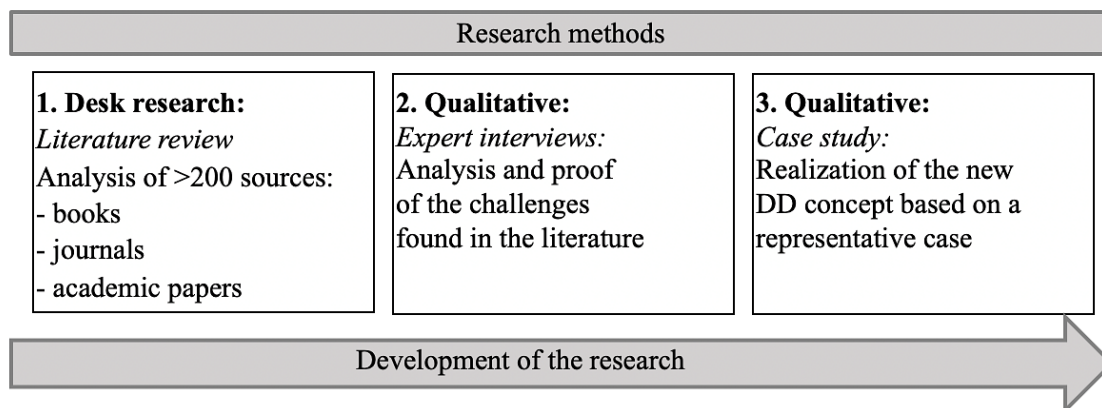 Research methods
1. Desk research:
Literature review
Analysis of >200 sources:
- books
- journals
- academic papers
2. Qualitative:
Expert interviews:
Analysis and proof
of the challenges
found in the literature
3. Qualitative:
Case study:
Realization of the new
DD concept based on a
representative case
Development of the research